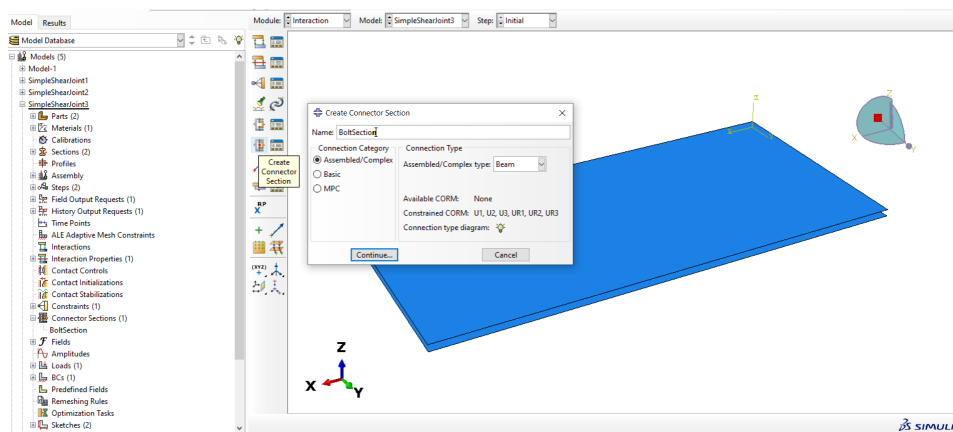 Model Results
Module: Interaction Model: SimpleShearJoint3 Step: Initial
Model Database
Models (5)
Model-1
SimpleShearJoint1
SimpleShearJoint2
SimpleShearJoint3
Parts (2)
Materials (1)
Calibrations
Sections (2)
Profiles
Assembly
Steps (2)
Field Output Requests (1)
History Output Requests (1)
Time Points
ALE Adaptive Mesh Constraints
Interactions
Interaction Properties (1)
Contact Controls
Contact Initializations
Contact Stabilizations
Constraints (1)
Connector Sections (1)
BoltSection
Fields
Amplitudes
Loads (1)
BCs (1)
Predefined Fields
Remeshing Rules
Optimization Tasks
Sketches (2)
Create
Connector
Section
RP
(XYZ)
Create Connector Section
Name: BoltSection
Connection Category
Assembled/Complex
Basic
MPC
Connection Type
Assembled/Complex type: Beam
Available CORM: None
Constrained CORM: U1, U2, U3, UR1, UR2, UR3
Connection type diagram:
Continue...
Cancel
Z
X
Y
Z
X
Y
Z
X
Y
SIMULI